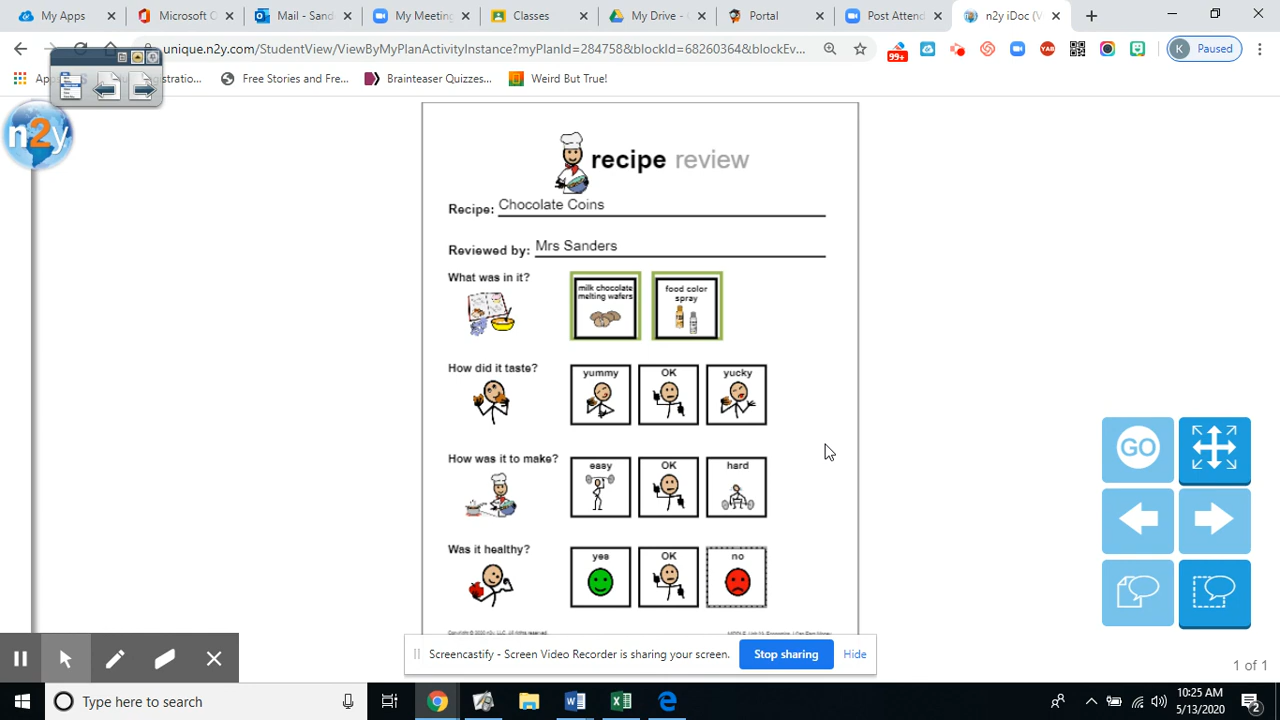 My Apps
Microsoft O
Mail - Sand
My Meeting
Classes
My Drive - G
Portal
Post Attend
n2y iDoc (V
unique.n2y.com/StudentView/ViewByMyPlanActivityInstance?myPlanId=284758&blockId=68260364&blockEv...
99+
YAB
K Paused
istratio...
Free Stories and Fre...
Brainteaser Quizzes...
Weird But True!
n2y
recipe review
Recipe: Chocolate Coins
Reviewed by: Mrs Sanders
What was in it?
milk chocolate
melting wafers
food color
spray
How did it taste?
yummy OK yucky
How was it to make?
easy OK hard
Was it healthy?
yes OK no
GO
Screencastify - Screen Video Recorder is sharing your screen.
Stop sharing
Hide
1 of 1
Type here to search
10:25 AM
5/13/2020
2